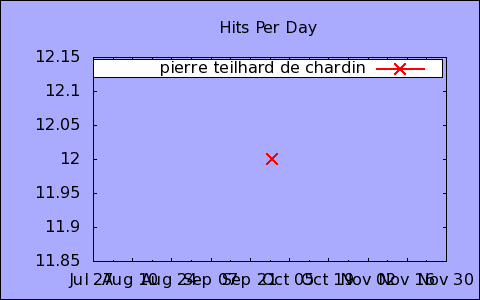 Hits Per Day
12.15
pierre teilhard de chardin
12.1
12.05
12
11.95
11.9
11.85
Jul 27 Aug 10 Aug 24 Sep 07 Sep 21 Oct 05 Oct 19 Nov 02 Nov 16 Nov 30